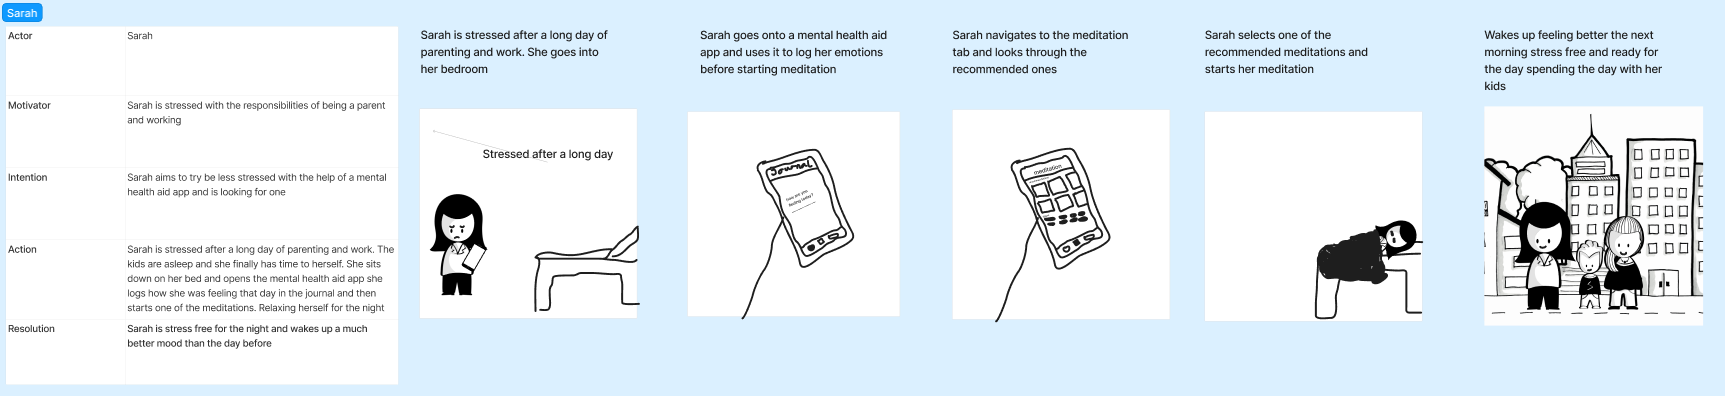 Sarah
Actor
Sarah
Motivator
Sarah is stressed with the responsibilities of being a parent
and working
Intention
Sarah aims to try be less stressed with the help of a mental
health aid app and is looking for one
Action
Sarah is stressed after a long day of parenting and work. The
kids are asleep and she finally has time to herself. She sits
down on her bed and opens the mental health aid app she
logs how she was feeling that day in the journal and then
starts one of the meditations. Relaxing herself for the night
Resolution
Sarah is stress free for the night and wakes up a much
better mood than the day before
Sarah is stressed after a long day of
parenting and work. She goes into
her bedroom
Stressed after a long day
Sarah goes onto a mental health aid
app and uses it to log her emotions
before starting meditation
Journal
how are you
feeling today?
Sarah navigates to the meditation
tab and looks through the
recommended ones
meditation
Sarah selects one of the
recommended meditations and
starts her meditation
Wakes up feeling better the next
morning stress free and ready for
the day spending the day with her
kids